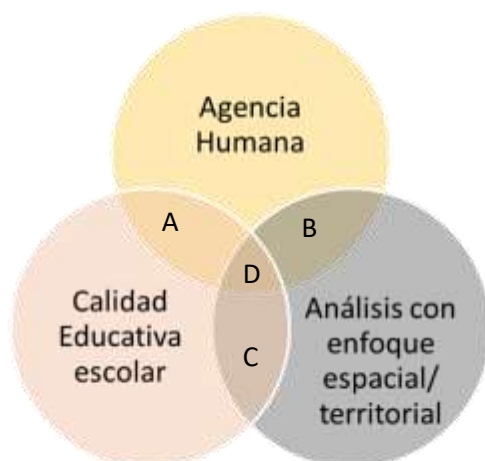 Agencia
Humana
A
B
D
Calidad
Educativa
escolar
C
Análisis con
enfoque
espacial/
territorial